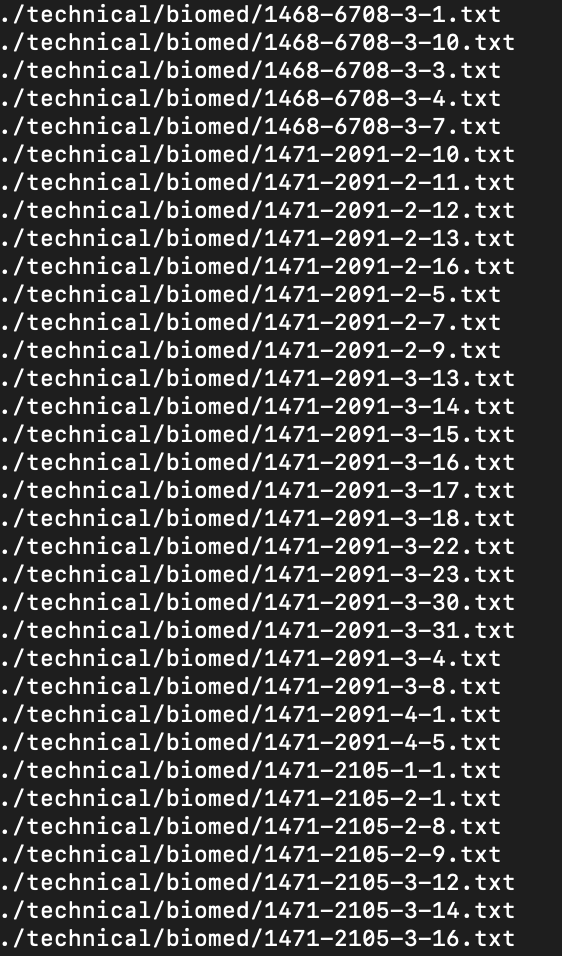 ./technical/biomed/1468-6708-3-1.txt
./technical/biomed/1468-6708-3-10.txt
./technical/biomed/1468-6708-3-3.txt
./technical/biomed/1468-6708-3-4.txt
./technical/biomed/1468-6708-3-7.txt
./technical/biomed/1471-2091-2-10.txt
./technical/biomed/1471-2091-2-11.txt
./technical/biomed/1471-2091-2-12.txt
./technical/biomed/1471-2091-2-13.txt
./technical/biomed/1471-2091-2-16.txt
./technical/biomed/1471-2091-2-5.txt
./technical/biomed/1471-2091-2-7.txt
./technical/biomed/1471-2091-2-9.txt
./technical/biomed/1471-2091-3-13.txt
./technical/biomed/1471-2091-3-14.txt
./technical/biomed/1471-2091-3-15.txt
./technical/biomed/1471-2091-3-16.txt
./technical/biomed/1471-2091-3-17.txt
./technical/biomed/1471-2091-3-18.txt
./technical/biomed/1471-2091-3-22.txt
./technical/biomed/1471-2091-3-23.txt
./technical/biomed/1471-2091-3-30.txt
./technical/biomed/1471-2091-3-31.txt
./technical/biomed/1471-2091-3-4.txt
./technical/biomed/1471-2091-3-8.txt
./technical/biomed/1471-2091-4-1.txt
./technical/biomed/1471-2091-4-5.txt
./technical/biomed/1471-2105-1-1.txt
./technical/biomed/1471-2105-2-1.txt
./technical/biomed/1471-2105-2-8.txt
./technical/biomed/1471-2105-2-9.txt
./technical/biomed/1471-2105-3-12.txt
./technical/biomed/1471-2105-3-14.txt
./technical/biomed/1471-2105-3-16.txt